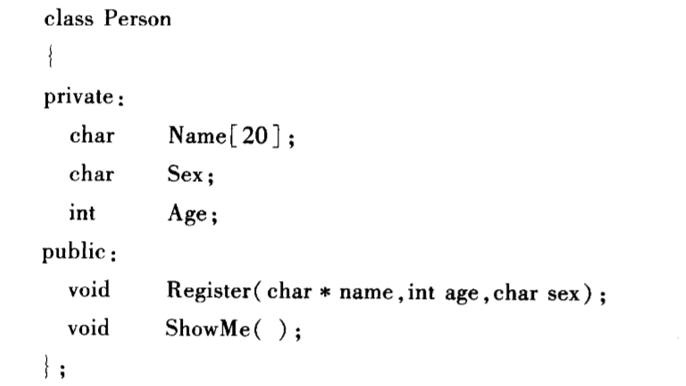 class Person
{
private:
char Name[20];
char Sex;
int Age;
public:
void Register(char * name,int age,char sex);
void ShowMe( );
};